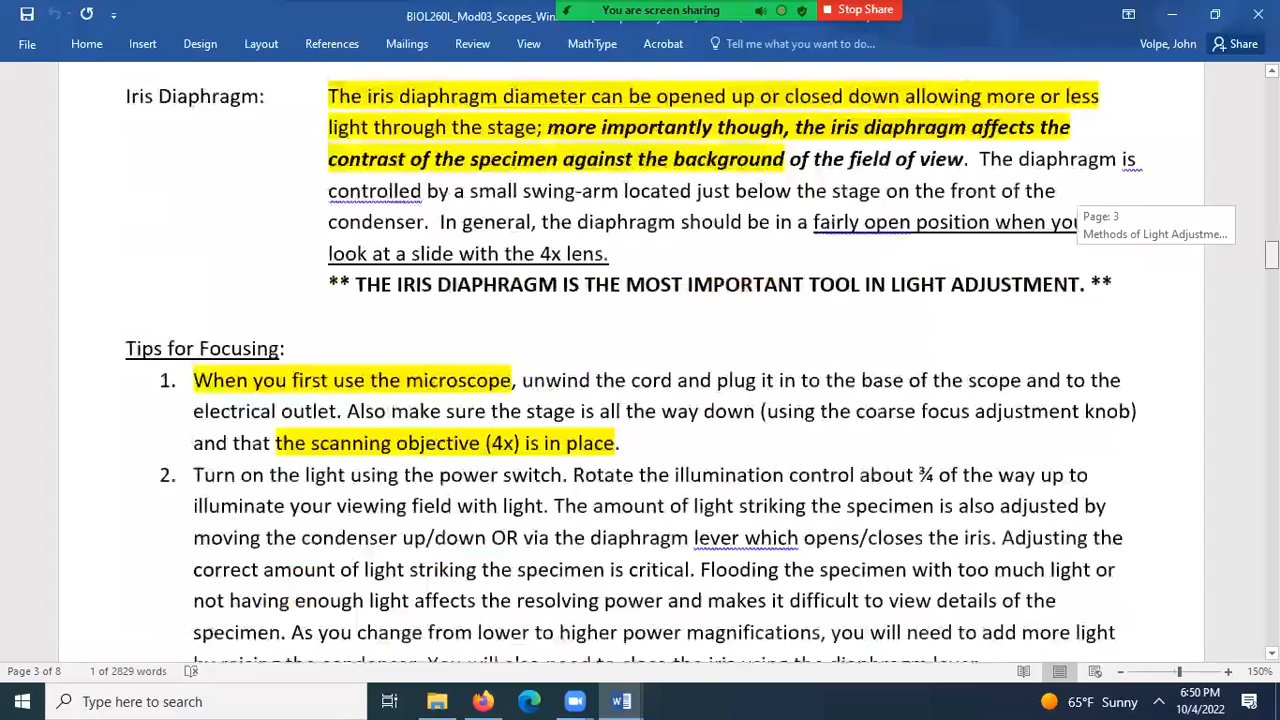 BIOL260L_Mod03_Scopes_Win
You are screen sharing
Stop Share
File Home Insert Design Layout References Mailings Review View MathType Acrobat Tell me what you want to do... Volpe, John Share
Iris Diaphragm: The iris diaphragm diameter can be opened up or closed down allowing more or less
light through the stage; more importantly though, the iris diaphragm affects the
contrast of the specimen against the background of the field of view. The diaphragm is
controlled by a small swing-arm located just below the stage on the front of the
condenser. In general, the diaphragm should be in a fairly open position when you
look at a slide with the 4x lens.
** THE IRIS DIAPHRAGM IS THE MOST IMPORTANT TOOL IN LIGHT ADJUSTMENT. **
Page: 3
Methods of Light Adjustme...
Tips for Focusing:
1. When you first use the microscope, unwind the cord and plug it in to the base of the scope and to the
electrical outlet. Also make sure the stage is all the way down (using the coarse focus adjustment knob)
and that the scanning objective (4x) is in place.
2. Turn on the light using the power switch. Rotate the illumination control about ¾ of the way up to
illuminate your viewing field with light. The amount of light striking the specimen is also adjusted by
moving the condenser up/down OR via the diaphragm lever which opens/closes the iris. Adjusting the
correct amount of light striking the specimen is critical. Flooding the specimen with too much light or
not having enough light affects the resolving power and makes it difficult to view details of the
specimen. As you change from lower to higher power magnifications, you will need to add more light
by raising the condenser. You will also need to close the iris using the diaphragm lever.
Page 3 of 8 1 of 2829 words 150%
Type here to search 65°F Sunny 6:50 PM
10/4/2022